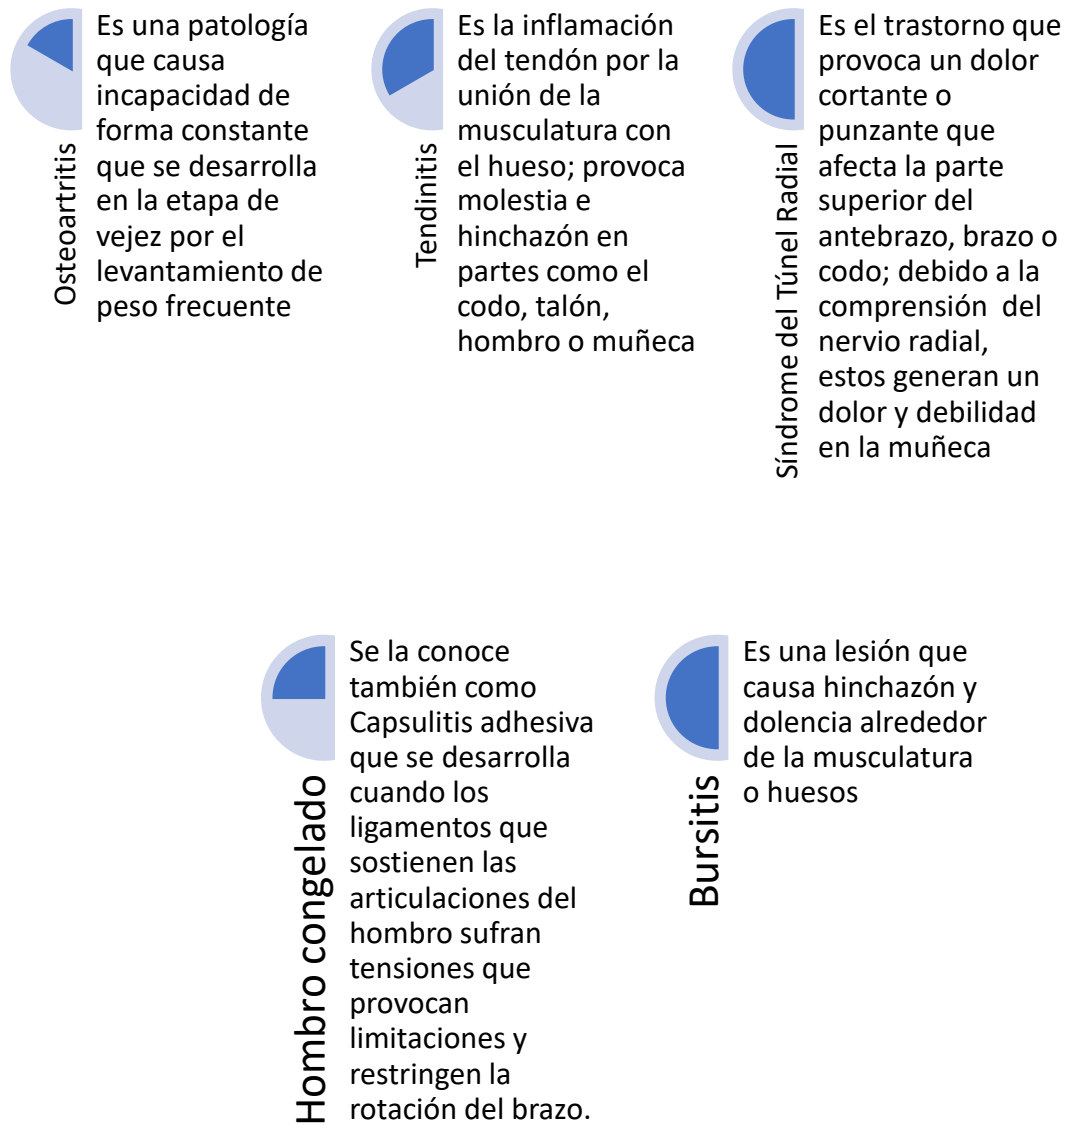 Osteoartritis
Es una patología
que causa
incapacidad de
forma constante
que se desarrolla
en la etapa de
vejez por el
levantamiento de
peso frecuente
Tendinitis
Es la inflamación
del tendón por la
unión de la
musculatura con
el hueso; provoca
molestia e
hinchazón en
partes como el
codo, talón,
hombro o muñeca
Síndrome del Túnel Radial
Es el trastorno que
provoca un dolor
cortante o
punzante que
afecta la parte
superior del
antebrazo, brazo o
codo; debido a la
comprensión del
nervio radial,
estos generan un
dolor y debilidad
en la muñeca
Hombro congelado
Se la conoce
también como
Capsulitis adhesiva
que se desarrolla
cuando los
ligamentos que
sostienen las
articulaciones del
hombro sufran
tensiones que
provocan
limitaciones y
restringen la
rotación del brazo.
Bursitis
Es una lesión que
causa hinchazón y
dolencia alrededor
de la musculatura
o huesos